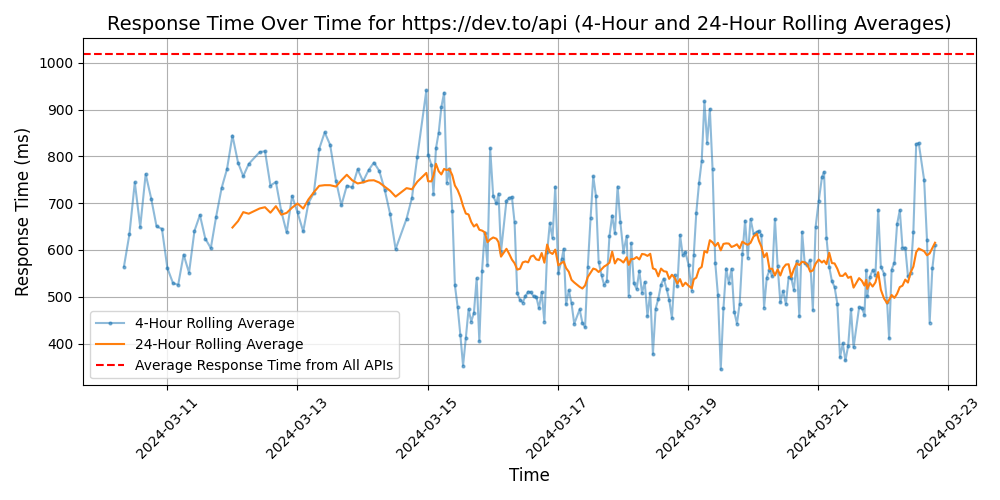 Response Time Over Time for https://dev.to/api (4-Hour and 24-Hour Rolling Averages)
Response Time (ms)
1000
900
800
700
600
500
400
4-Hour Rolling Average
24-Hour Rolling Average
Average Response Time from All APIs
2024-03-11
2024-03-13
2024-03-15
2024-03-17
2024-03-19
2024-03-21
2024-03-23
Time